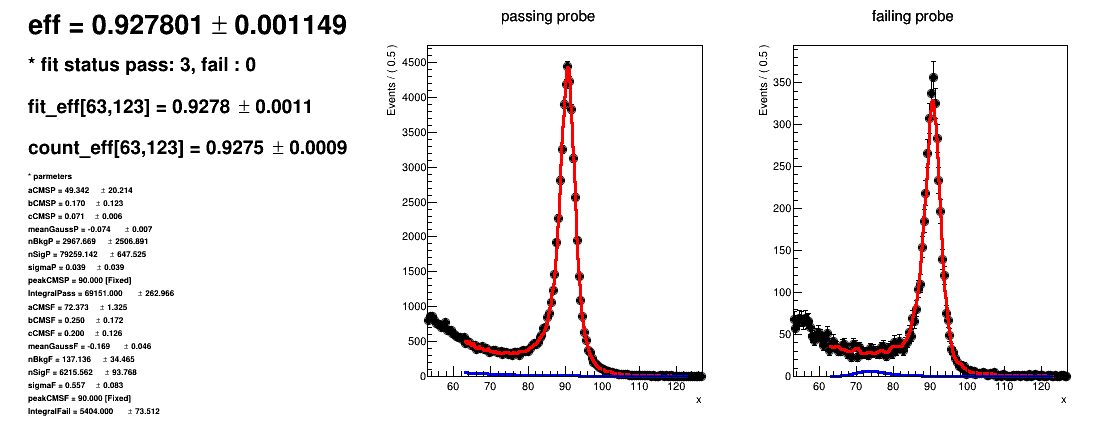 eff = 0.927801 ± 0.001149
* fit status pass: 3, fail : 0
fit_eff[63,123] = 0.9278 ± 0.0011
count_eff[63,123] = 0.9275 ± 0.0009
* parmeters
aCMSP = 49.342 ± 20.214
bCMSP = 0.170 ± 0.123
cCMSP = 0.071 ± 0.006
meanGaussP = -0.074 ± 0.007
nBkgP = 2967.669 ± 2506.891
nSigP = 79259.142 ± 647.525
sigmaP = 0.039 ± 0.039
peakCMSP = 90.000 [Fixed]
IntegralPass = 69151.000 ± 262.966
aCMSF = 72.373 ± 1.325
bCMSF = 0.250 ± 0.172
cCMSF = 0.200 ± 0.126
meanGaussF = -0.169 ± 0.046
nBkgF = 137.136 ± 34.465
nSigF = 6215.562 ± 93.768
sigmaF = 0.557 ± 0.083
peakCMSF = 90.000 [Fixed]
IntegralFail = 5404.000 ± 73.512
passing probe
Events / ( 0.5 )
4500
4000
3500
3000
2500
2000
1500
1000
500
0
60 70 80 90 100 110 120
x
failing probe
Events / ( 0.5 )
350
300
250
200
150
100
50
0
60 70 80 90 100 110 120
x